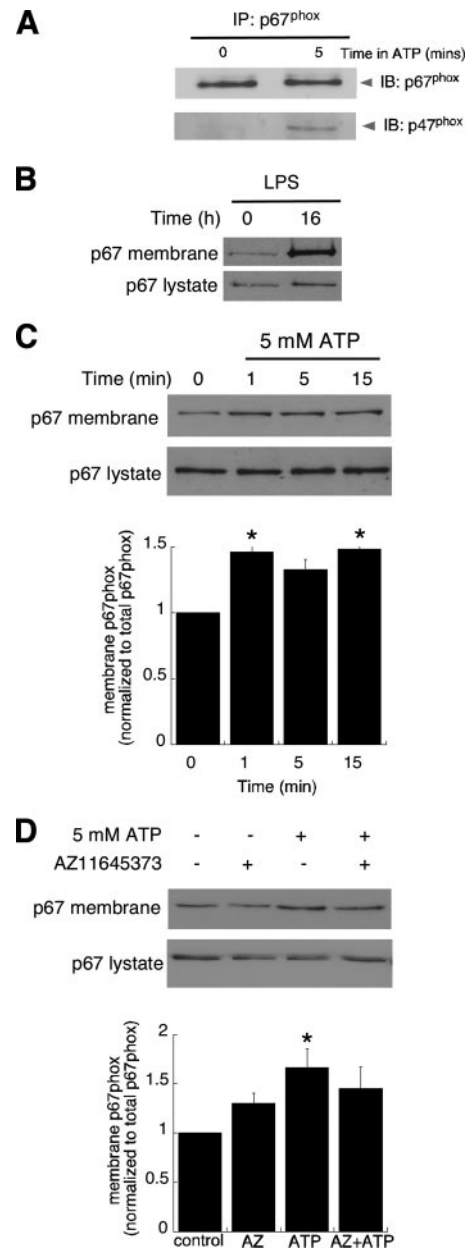 A
IP: p67phox
0 5 Time in ATP (mins)
IB: p67phox
IB: p47phox
B
LPS
Time (h) 0 16
p67 membrane
p67 lystate
C
5 mM ATP
Time (min) 0 1 5 15
p67 membrane
p67 lystate
membrane p67phox
(normalized to total p67phox)
1.5
1
0.5
0
* *
0 1 5 15
Time (min)
D
5 mM ATP - - + +
AZ11645373 - + - +
p67 membrane
p67 lystate
membrane p67phox
(normalized to total p67phox)
2
1.5
1
0.5
0
*
control AZ ATP AZ+ATP